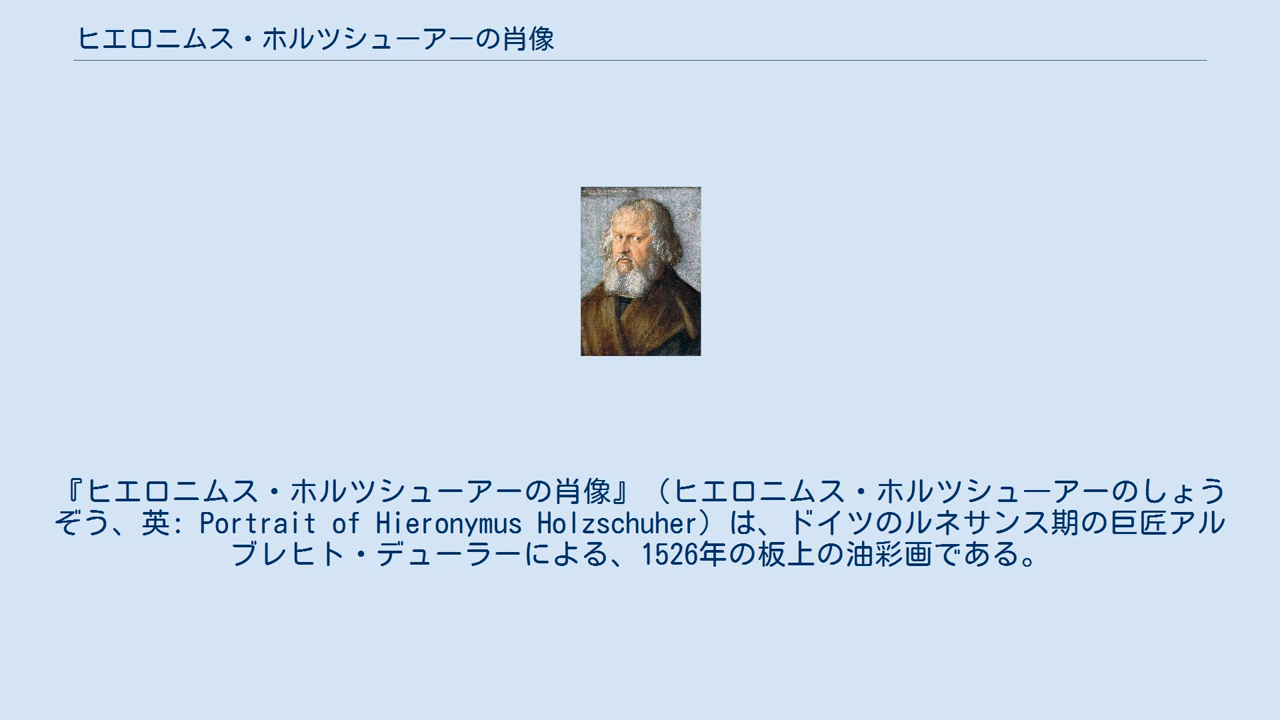 ヒエロニムス・ホルツシューアーの肖像
『ヒエロニムス・ホルツシューアーの肖像』（ヒエロニムス・ホルツシュ―アーのしょう
ぞう、英: Portrait of Hieronymus Holzschuher）は、ドイツのルネサンス期の巨匠アル
ブレヒト・デューラーによる、1526年の板上の油彩画である。